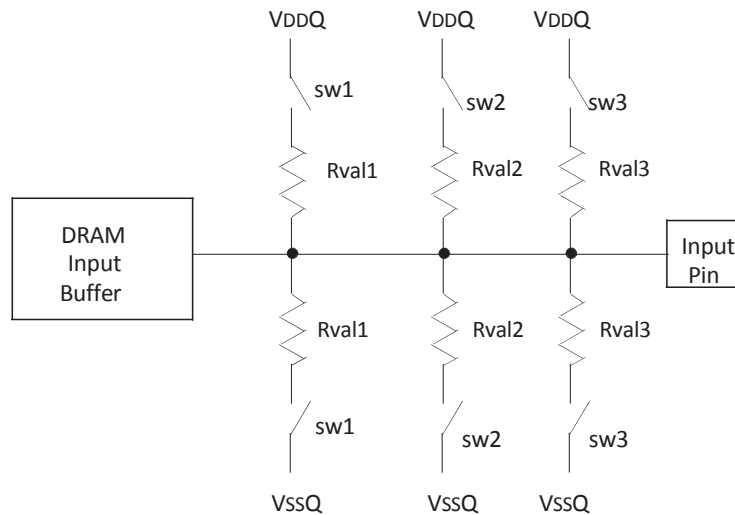 VDDQ VDDQ VDDQ
sw1 sw2 sw3
Rval1 Rval2 Rval3
DRAM
Input
Buffer
Input
Pin
Rval1 Rval2 Rval3
sw1 sw2 sw3
VSSQ VSSQ VSSQ